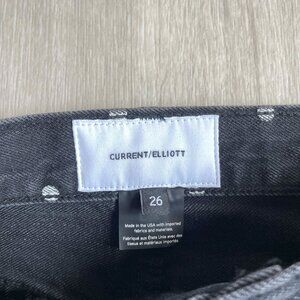 CURRENT/ELLIOTT
26
Made in USA with imported
fabrics and materials.
Fabriqué aux États Unis avec des
tissus et matériaux importés.